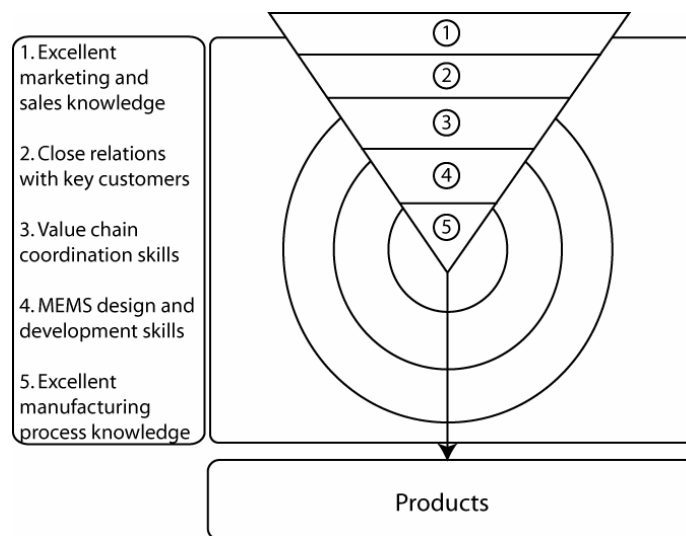 1. Excellent
marketing and
sales knowledge
2. Close relations
with key customers
3. Value chain
coordination skills
4. MEMS design and
development skills
5. Excellent
manufacturing
process knowledge
1
2
3
4
5
Products